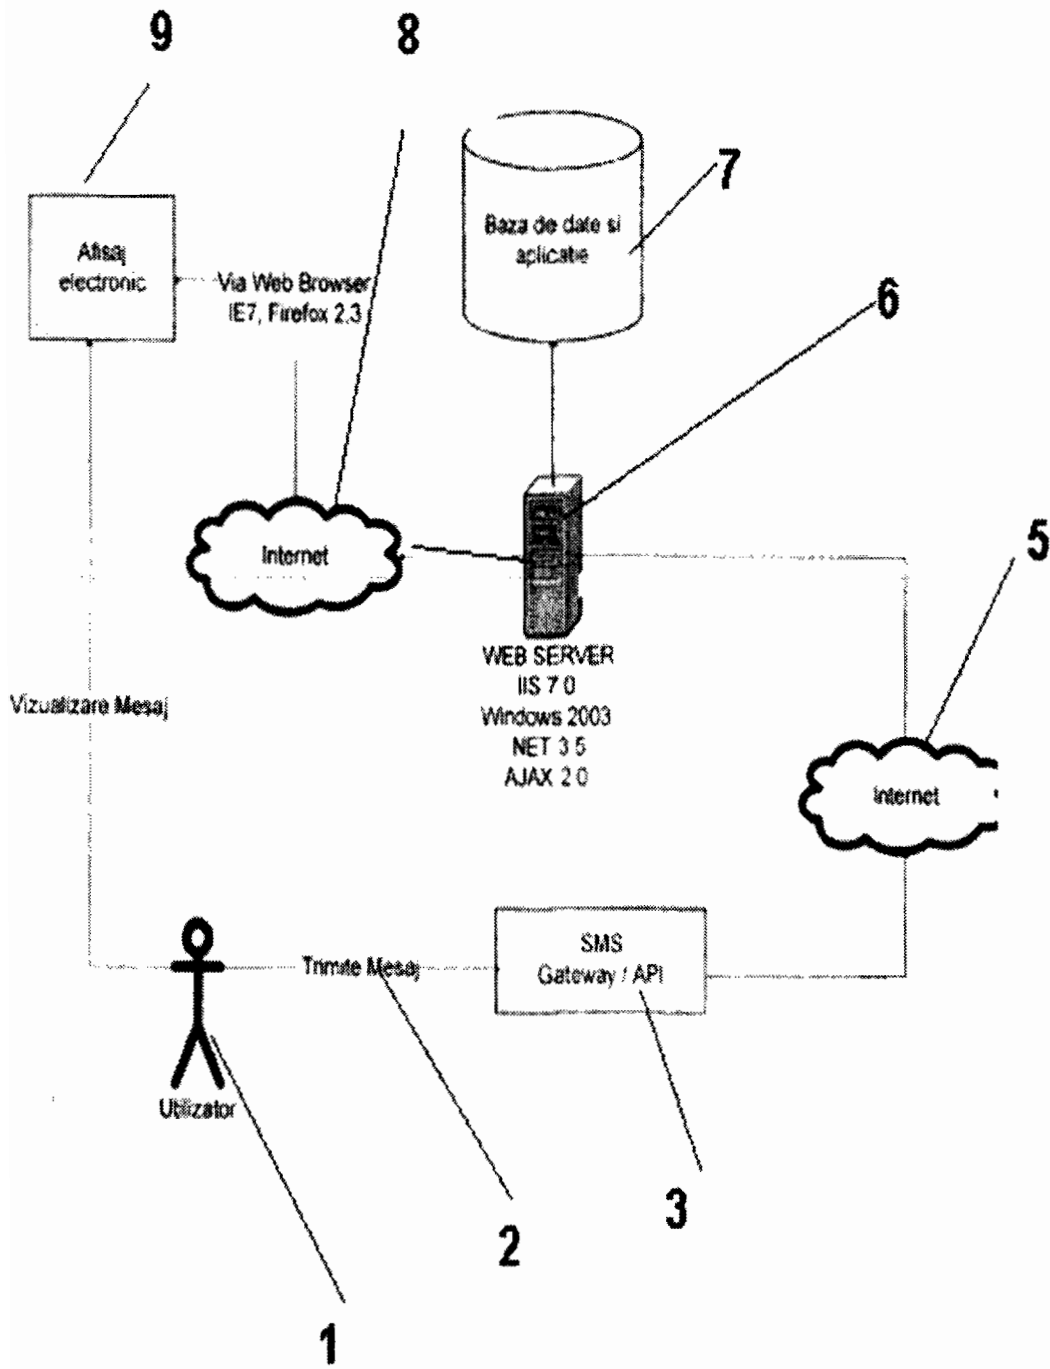 9
8
7
Baza de date si
aplicatie
Afisaj
electronic
Via Web Browser
IE7, Firefox 2,3
6
5
Internet
WEB SERVER
IIS 7 0
Windows 2003
NET 3 5
AJAX 2 0
Vizualizare Mesaj
Internet
SMS
Gateway / API
Trimite Mesaj
Utilizator
3
2
1